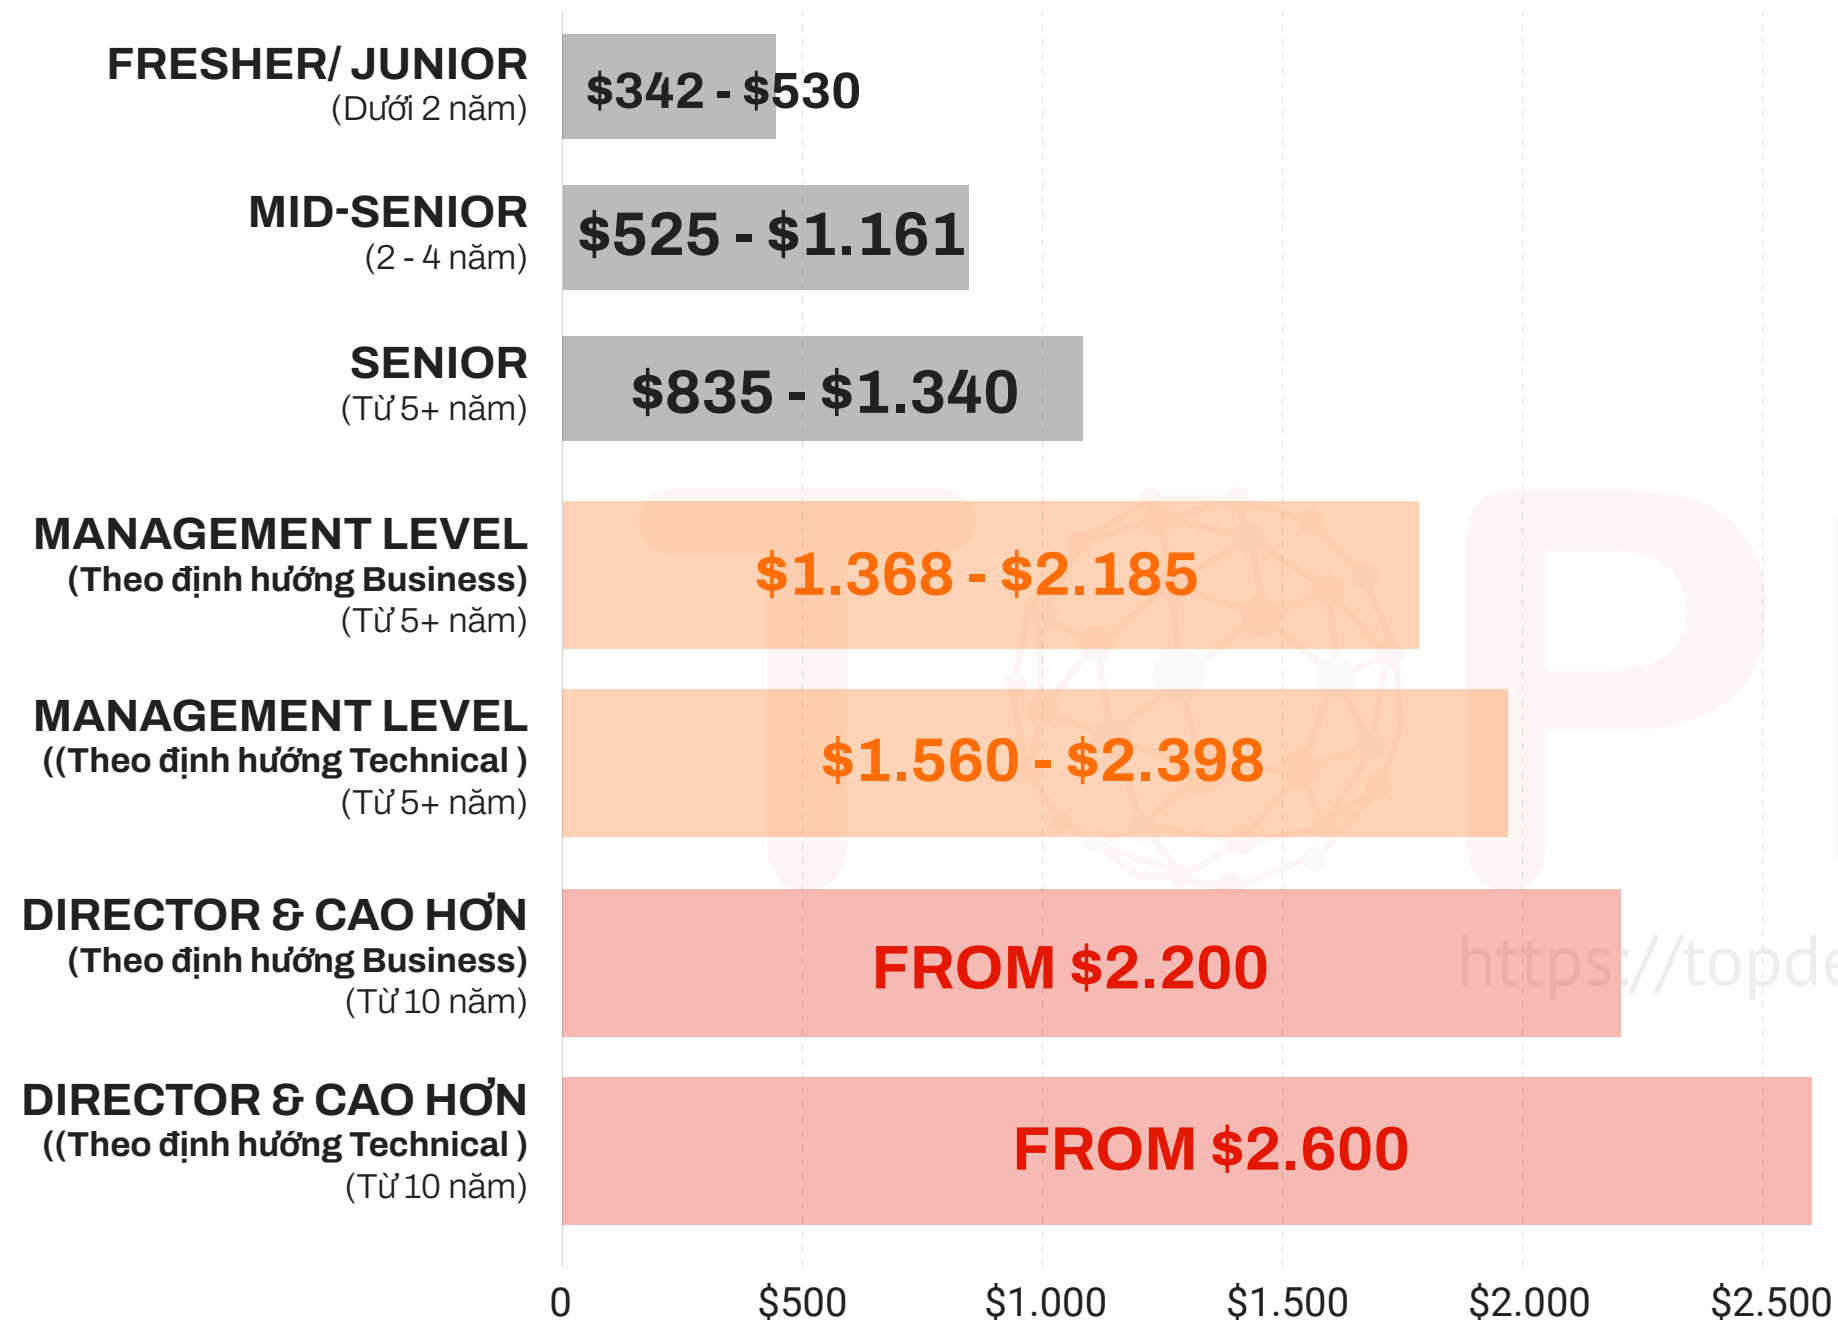 FRESHER/ JUNIOR
(Dưới 2 năm)
$342 - $530
MID-SENIOR
(2 - 4 năm)
$525 - $1.161
SENIOR
(Từ 5+ năm)
$835 - $1.340
MANAGEMENT LEVEL
(Theo định hướng Business)
(Từ 5+ năm)
$1.368 - $2.185
MANAGEMENT LEVEL
((Theo định hướng Technical )
(Từ 5+ năm)
$1.560 - $2.398
DIRECTOR & CAO HƠN
(Theo định hướng Business)
(Từ 10 năm)
FROM $2.200
DIRECTOR & CAO HƠN
((Theo định hướng Technical )
(Từ 10 năm)
FROM $2.600
0 $500 $1.000 $1.500 $2.000 $2.500
TOP
https://topde